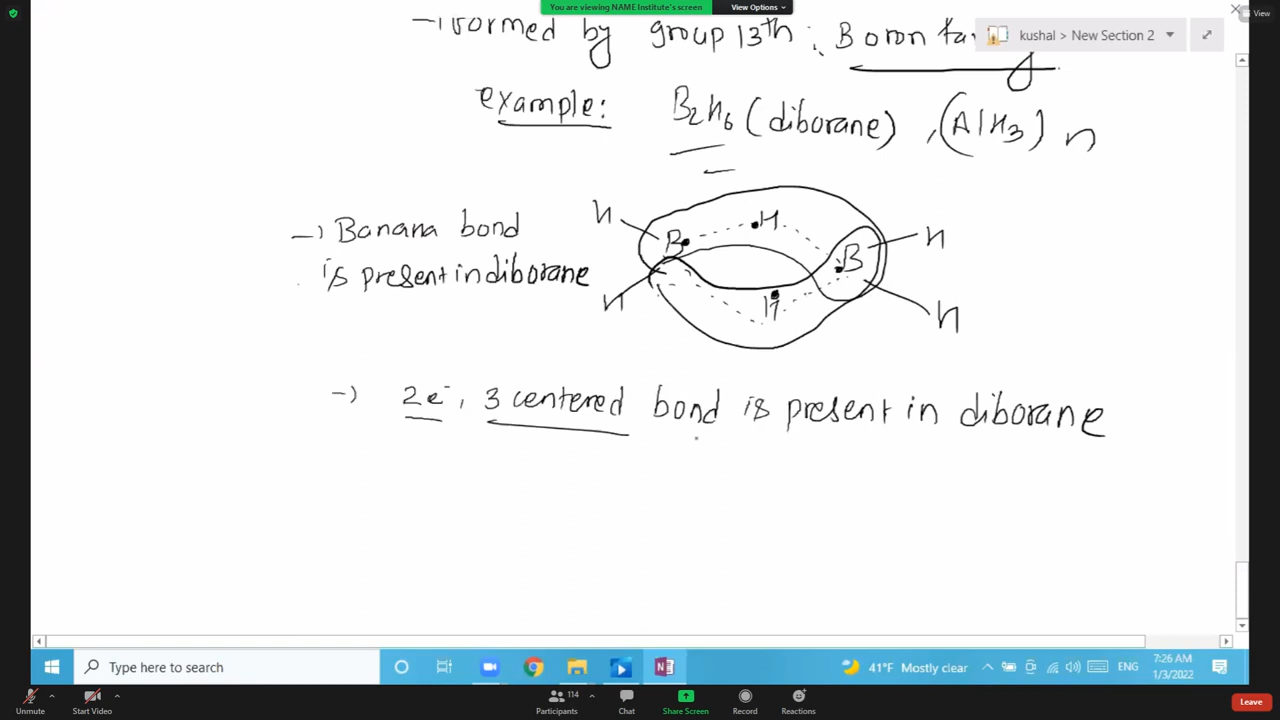 You are viewing NAME Institute's screen
View Options
View
kushal > New Section 2
formed by group 13th ; Boron
example: B2H6 (diborane) , (AlH3) n
-> Banana bond
is present in diborane
H B H B H
H H H
-> 2e-, 3 centered bond is present in diborane
Type here to search
41°F Mostly clear
ENG
7:26 AM
1/3/2022
Unmute
Start Video
114
Participants
Chat
Share Screen
Record
Reactions
Leave